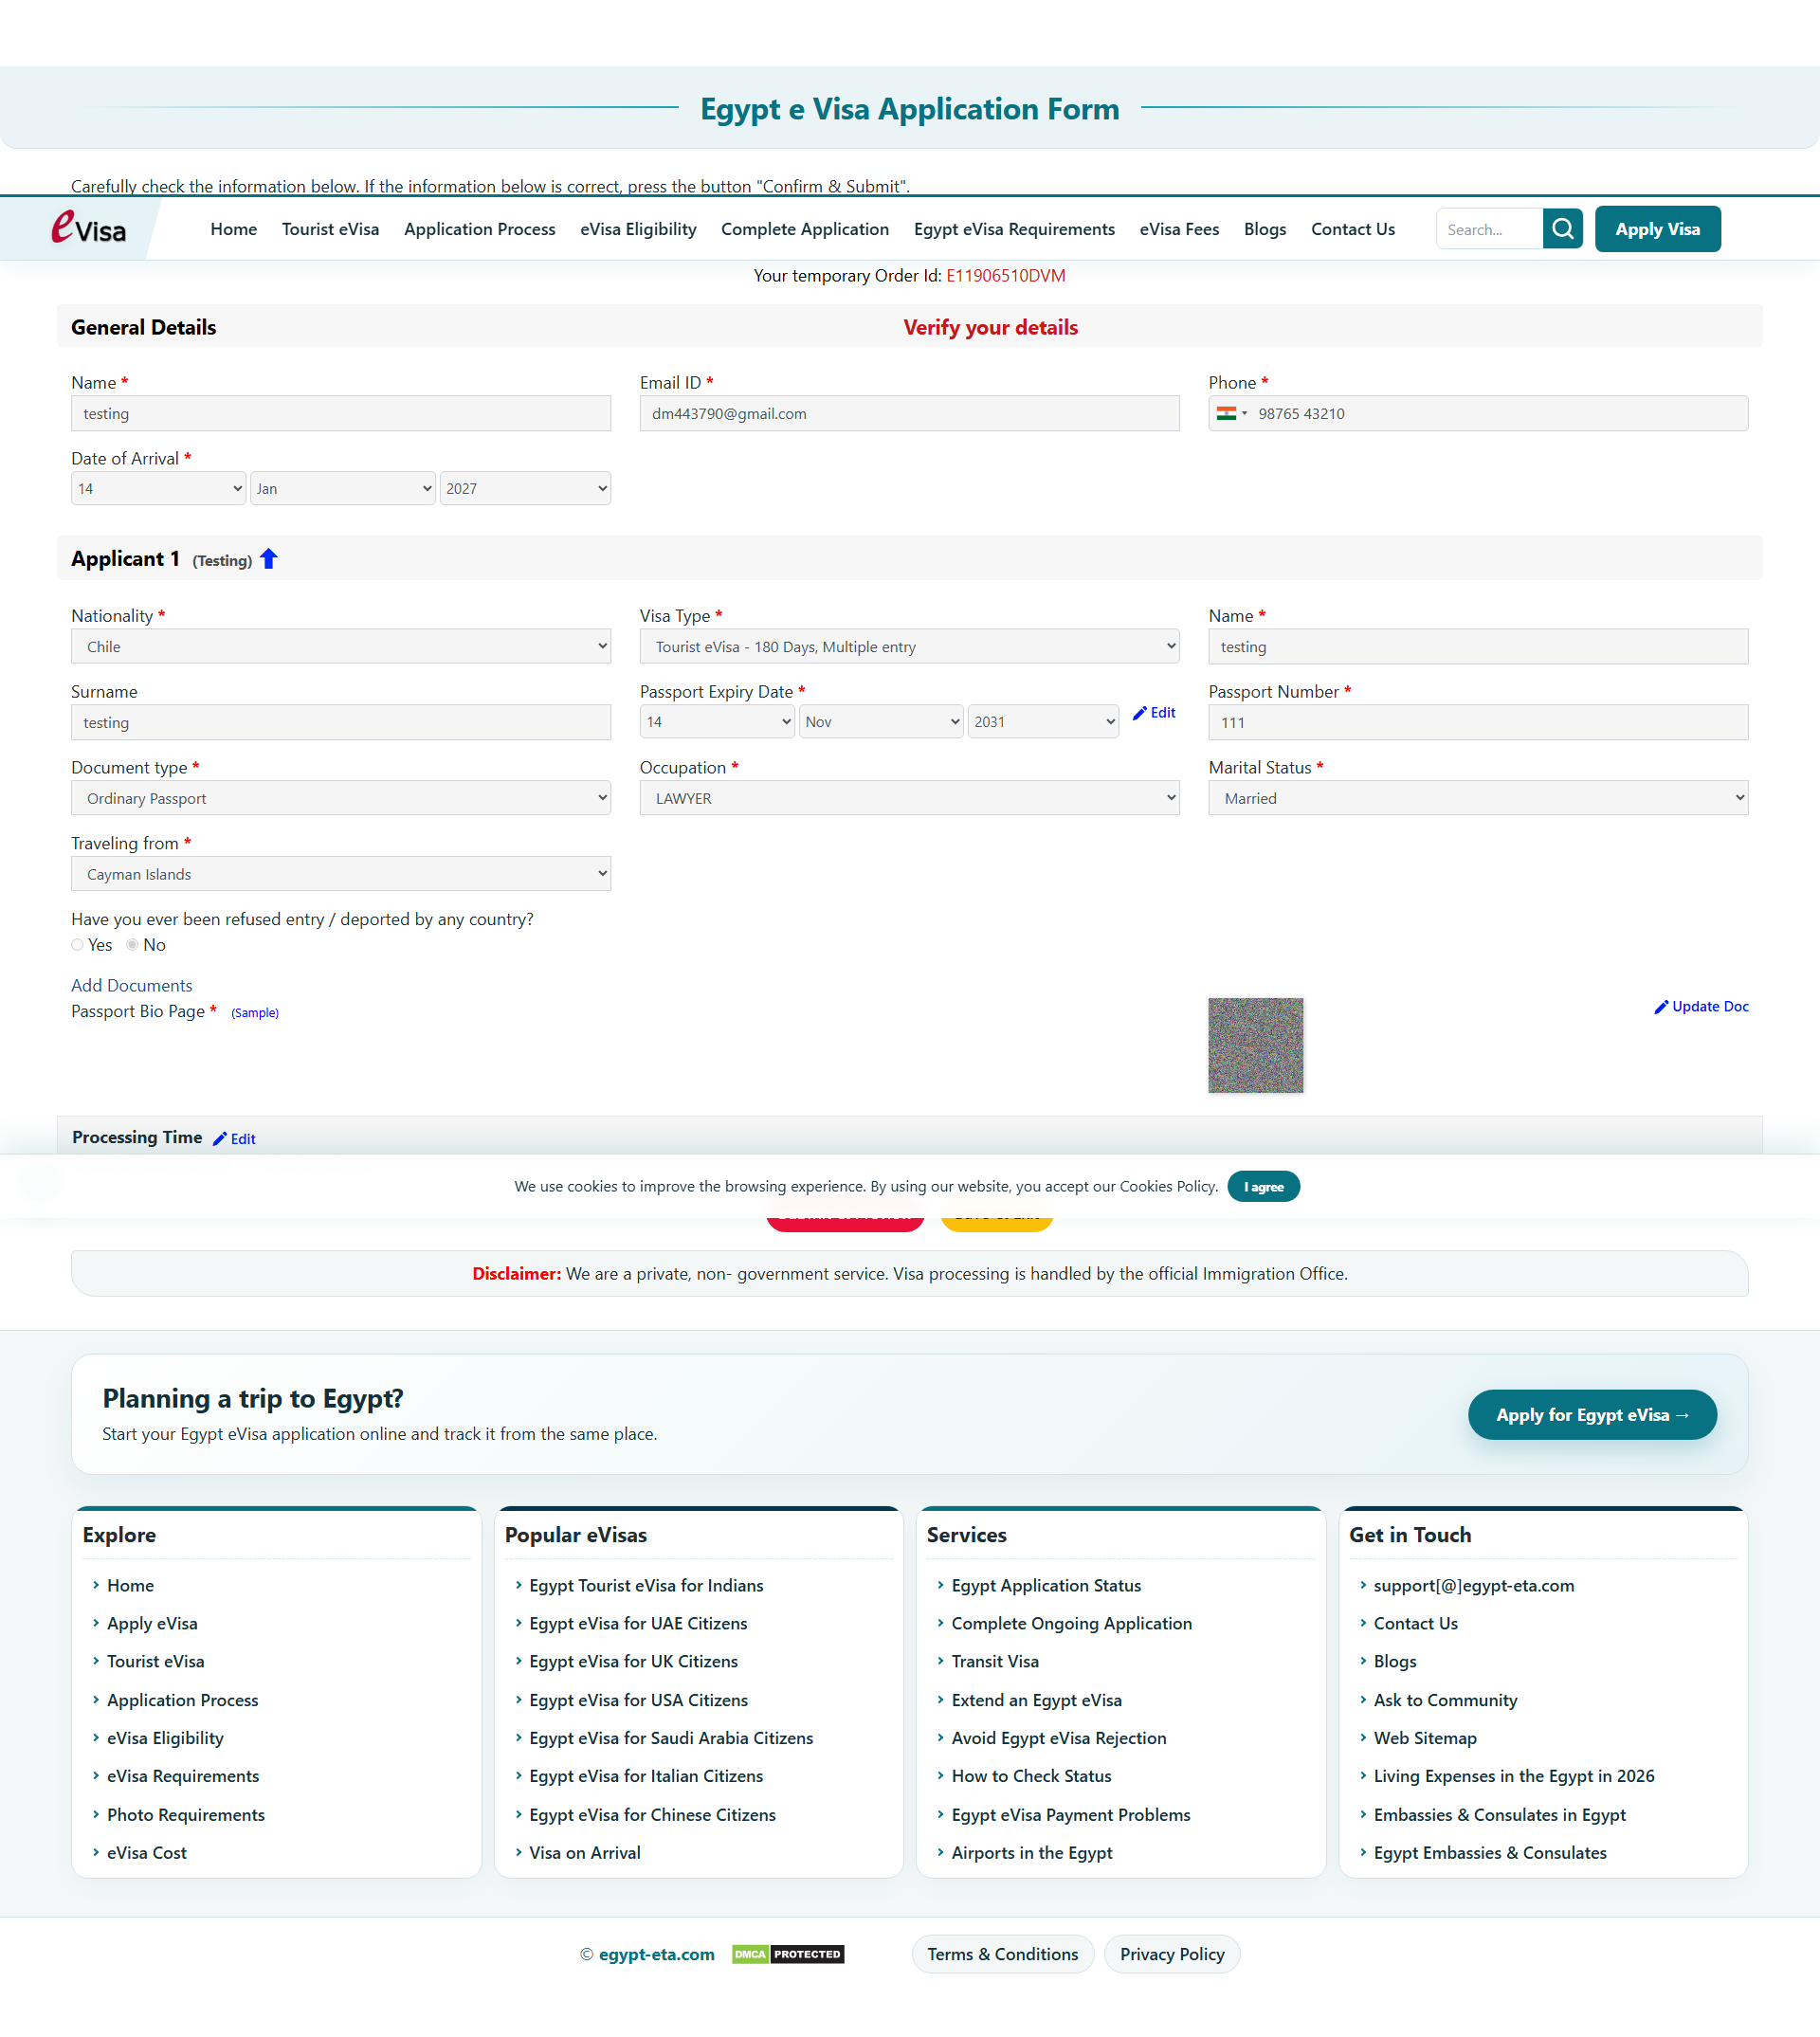 Egypt e Visa Application Form
Carefully check the information below. If the information below is correct, press the button "Confirm & Submit".
eVisa Home Tourist eVisa Application Process eVisa Eligibility Complete Application Egypt eVisa Requirements eVisa Fees Blogs Contact Us Search... Apply Visa
Your temporary Order Id: E11906510DVM
General Details Verify your details
Name * Email ID * Phone *
testing dm443790@gmail.com 98765 43210
Date of Arrival *
14 Jan 2027
Applicant 1 (Testing)
Nationality * Visa Type * Name *
Chile Tourist eVisa - 180 Days, Multiple entry testing
Surname Passport Expiry Date * Passport Number *
testing 14 Nov 2031 Edit 111
Document type * Occupation * Marital Status *
Ordinary Passport LAWYER Married
Traveling from *
Cayman Islands
Have you ever been refused entry / deported by any country?
Yes No
Add Documents
Passport Bio Page * (Sample) Update Doc
Processing Time Edit
We use cookies to improve the browsing experience. By using our website, you accept our Cookies Policy. I agree
Disclaimer: We are a private, non- government service. Visa processing is handled by the official Immigration Office.
Planning a trip to Egypt?
Start your Egypt eVisa application online and track it from the same place.
Apply for Egypt eVisa →
Explore
Home
Apply eVisa
Tourist eVisa
Application Process
eVisa Eligibility
eVisa Requirements
Photo Requirements
eVisa Cost
Popular eVisas
Egypt Tourist eVisa for Indians
Egypt eVisa for UAE Citizens
Egypt eVisa for UK Citizens
Egypt eVisa for USA Citizens
Egypt eVisa for Saudi Arabia Citizens
Egypt eVisa for Italian Citizens
Egypt eVisa for Chinese Citizens
Visa on Arrival
Services
Egypt Application Status
Complete Ongoing Application
Transit Visa
Extend an Egypt eVisa
Avoid Egypt eVisa Rejection
How to Check Status
Egypt eVisa Payment Problems
Airports in the Egypt
Get in Touch
support[@]egypt-eta.com
Contact Us
Blogs
Ask to Community
Web Sitemap
Living Expenses in the Egypt in 2026
Embassies & Consulates in Egypt
Egypt Embassies & Consulates
© egypt-eta.com DMCA PROTECTED Terms & Conditions Privacy Policy